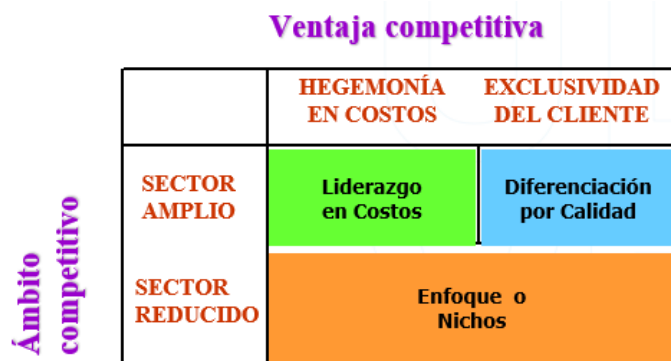 Ventaja competitiva
HEGEMONÍA
EN COSTOS
EXCLUSIVIDAD
DEL CLIENTE
SECTOR
AMPLIO
Liderazgo
en Costos
Diferenciación
por Calidad
Ámbito
competitivo
SECTOR
REDUCIDO
Enfoque o
Nichos